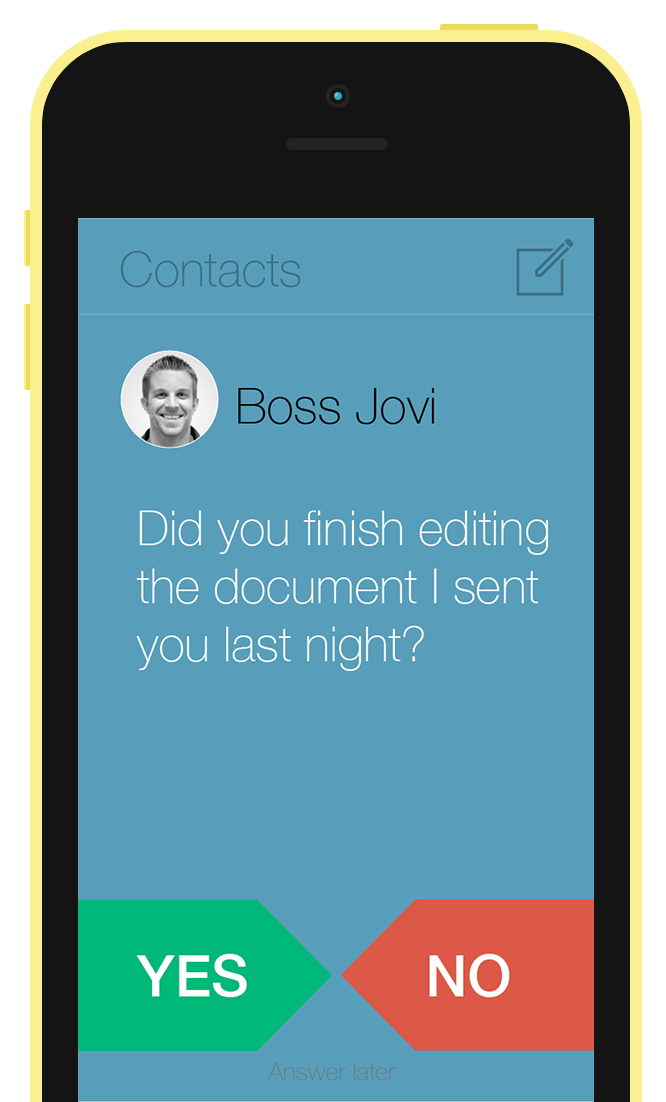 Contacts
Boss Jovi
Did you finish editing
the document I sent
you last night?
YES NO
Answer later